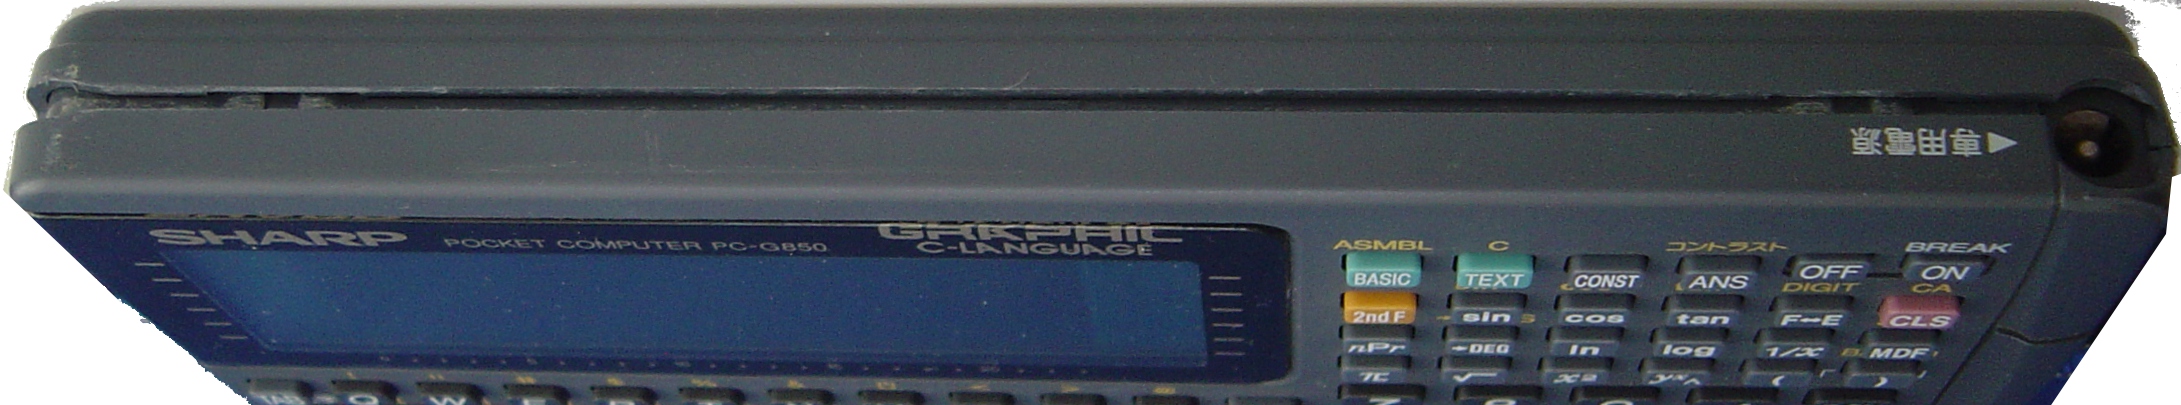 専用電源
SHARP POCKET COMPUTER PC-G850 GRAPHIC
C-LANGUAGE
ASMBL C コントラスト BREAK
BASIC TEXT CONST ANS OFF ON
DIGIT CA
2nd F sin cos tan F↔E CLS
nPr →DEG ln log 1/x MDF
π √ x² yˣ ( )
TAB Q W E R